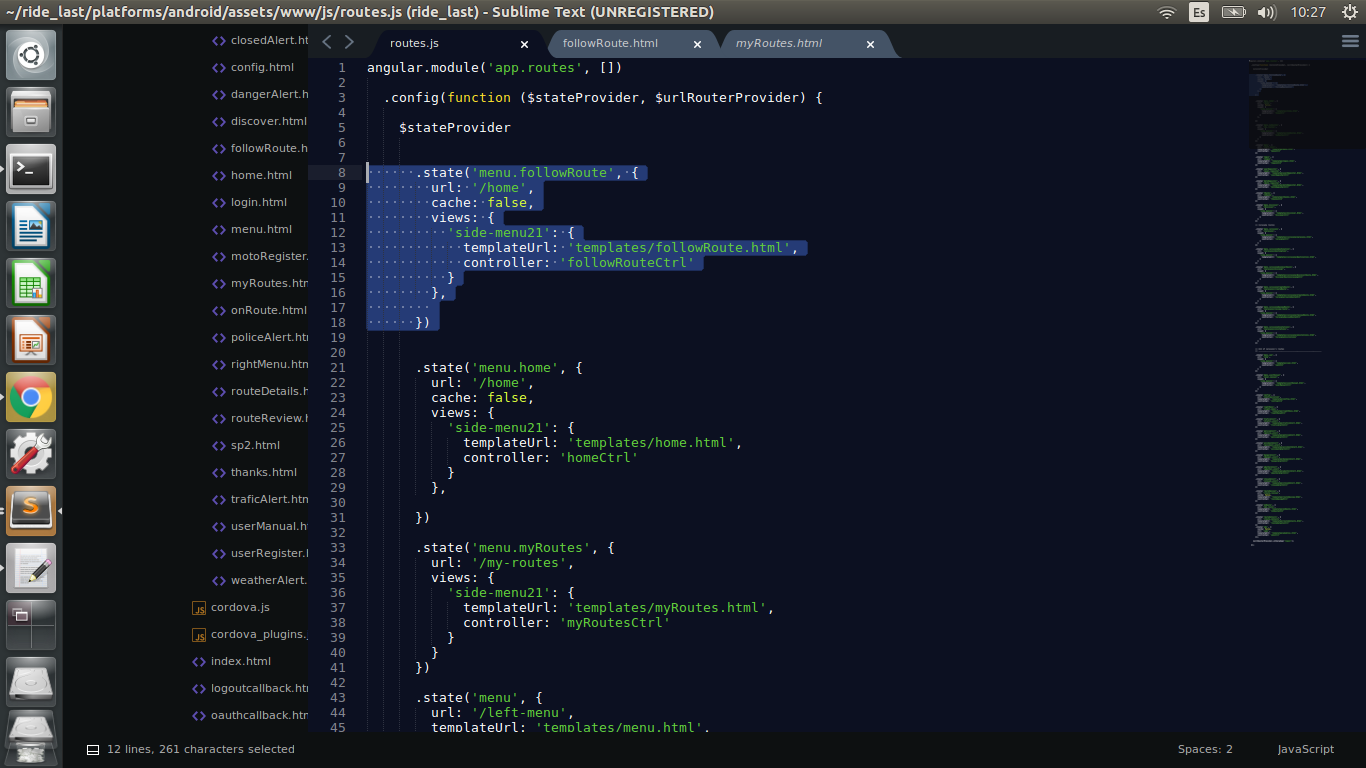 ~/ride_last/platforms/android/assets/www/js/routes.js (ride_last) - Sublime Text (UNREGISTERED)
Es
10:27
closedAlert.h
config.html
dangerAlert.h
discover.html
followRoute.h
home.html
login.html
menu.html
motoRegister.
myRoutes.htm
onRoute.html
policeAlert.ht
rightMenu.htm
routeDetails.h
routeReview.h
sp2.html
thanks.html
traficAlert.htm
userManual.ht
userRegister.h
weatherAlert.
cordova.js
cordova_plugins.j
index.html
logoutcallback.htm
oauthcallback.htm
routes.js
followRoute.html
myRoutes.html
1 angular.module('app.routes', [])
2
3   .config(function ($stateProvider, $urlRouterProvider) {
4
5     $stateProvider
6
7
8       .state('menu.followRoute', {
9         url: '/home',
10         cache: false,
11         views: {
12           'side-menu21': {
13             templateUrl: 'templates/followRoute.html',
14             controller: 'followRouteCtrl'
15           }
16         },
17
18       })
19
20
21       .state('menu.home', {
22         url: '/home',
23         cache: false,
24         views: {
25           'side-menu21': {
26             templateUrl: 'templates/home.html',
27             controller: 'homeCtrl'
28           }
29         },
30
31       })
32
33       .state('menu.myRoutes', {
34         url: '/my-routes',
35         views: {
36           'side-menu21': {
37             templateUrl: 'templates/myRoutes.html',
38             controller: 'myRoutesCtrl'
39           }
40         }
41       })
42
43       .state('menu', {
44         url: '/left-menu',
45         templateUrl: 'templates/menu.html',
12 lines, 261 characters selected
Spaces: 2
JavaScript